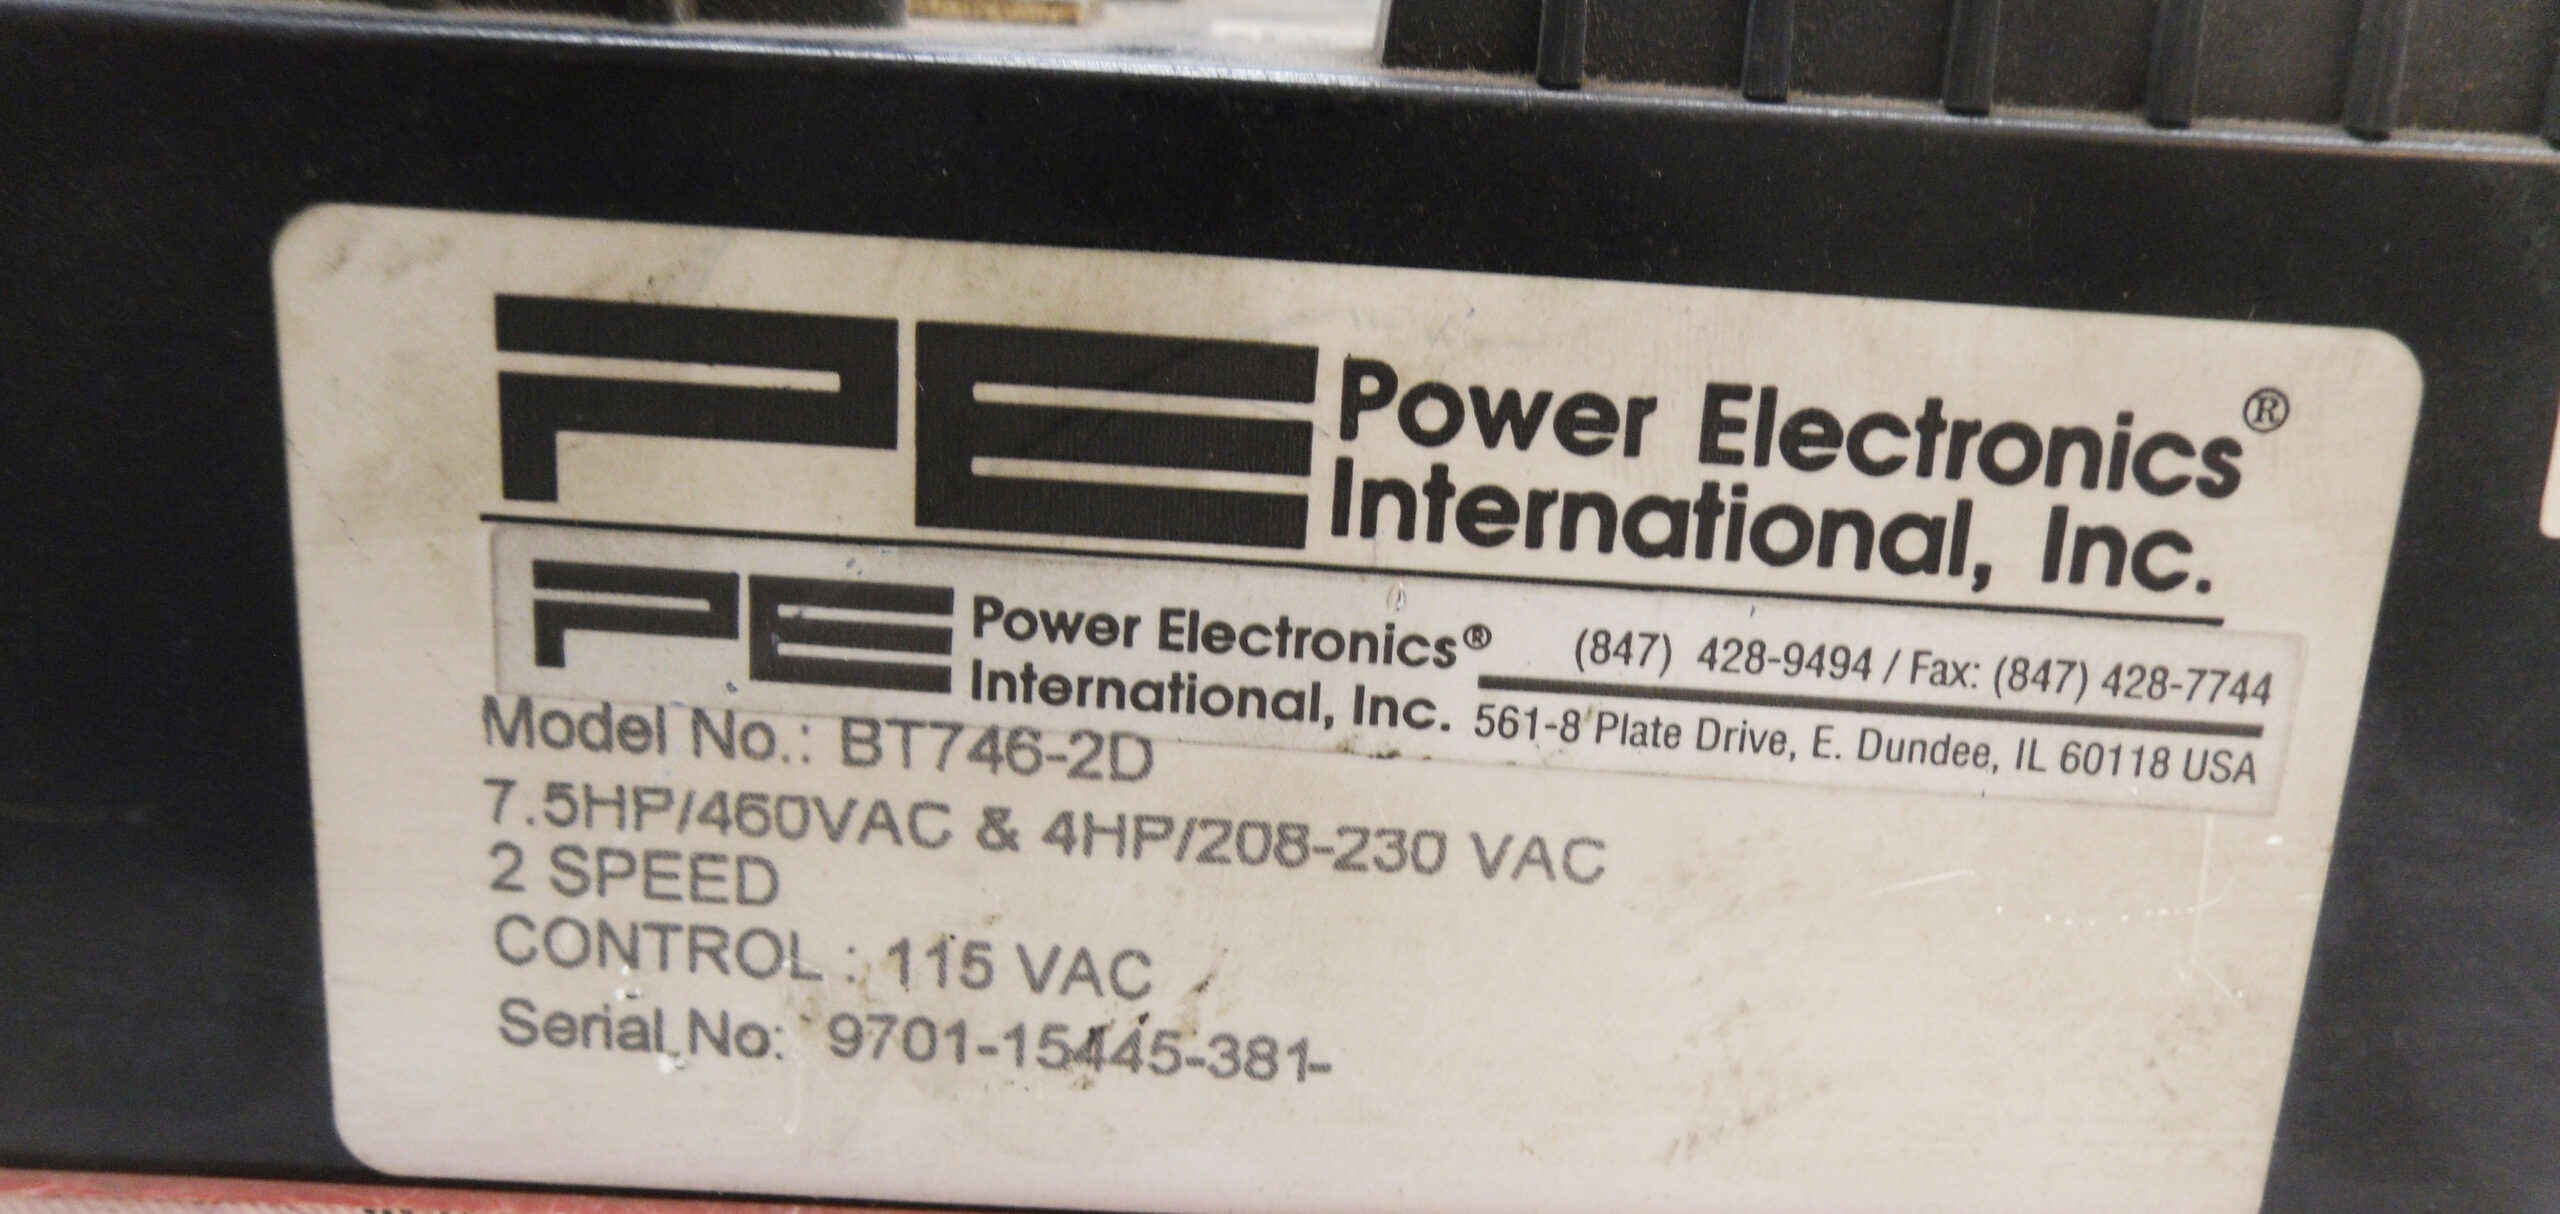 PE Power Electronics®
International, Inc.
PE Power Electronics® (847) 428-9494 / Fax: (847) 428-7744
International, Inc. 561-8 Plate Drive, E. Dundee, IL 60118 USA
Model No.: BT746-2D
7.5HP/460VAC & 4HP/208-230 VAC
2 SPEED
CONTROL : 115 VAC
Serial No: 9701-15445-381-